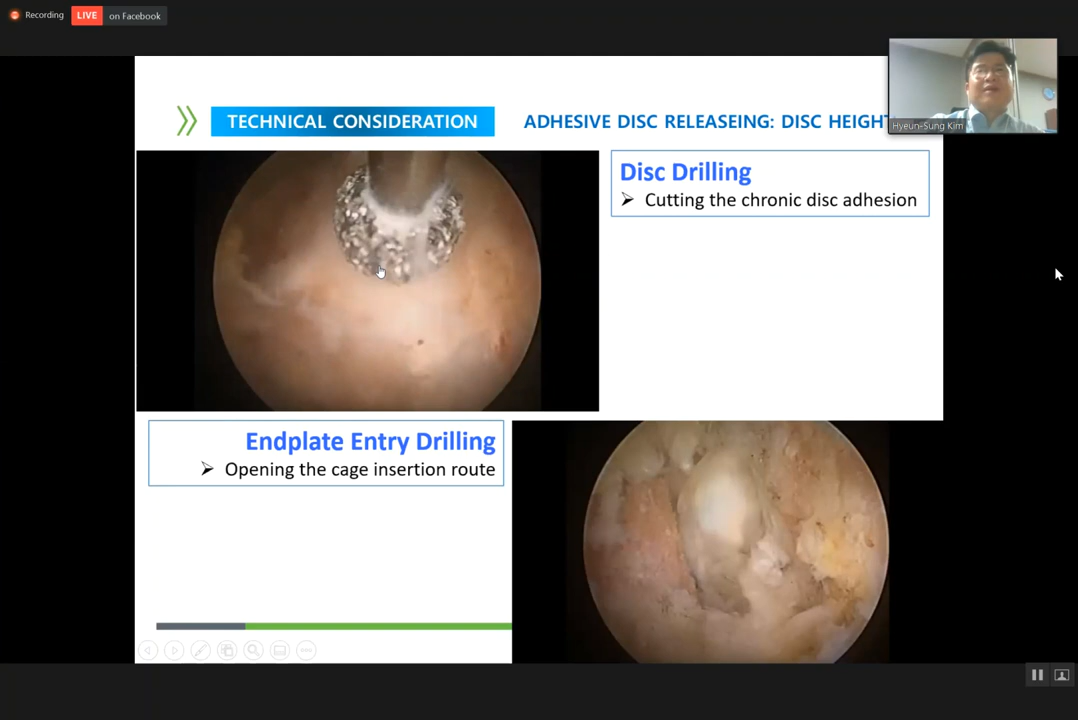 Recording LIVE on Facebook
TECHNICAL CONSIDERATION
ADHESIVE DISC RELEASEING: DISC HEIGHT
Hyeun-Sung Kim
Disc Drilling
➢ Cutting the chronic disc adhesion
Endplate Entry Drilling
➢ Opening the cage insertion route